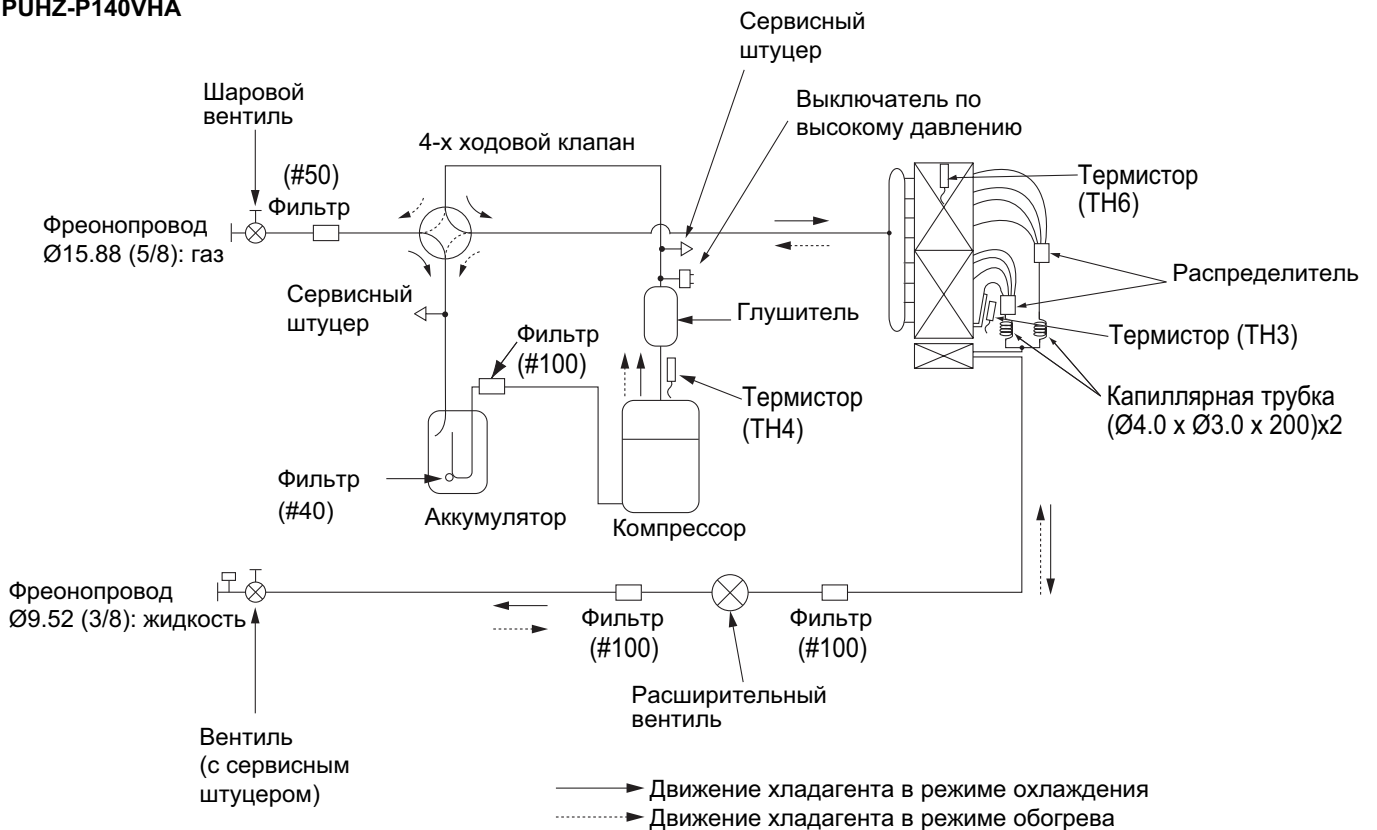 PUHZ-P140VHA
Сервисный
штуцер
Шаровой
вентиль
Выключатель по
высокому давлению
4-х ходовой клапан
(#50)
Фильтр
Термистор
(TH6)
Фреонопровод
Ø15.88 (5/8): газ
Распределитель
Сервисный
штуцер
Глушитель
Фильтр
(#100)
Термистор (TH3)
Термистор
(TH4)
Капиллярная трубка
(Ø4.0 x Ø3.0 x 200)x2
Фильтр
(#40)
Аккумулятор
Компрессор
Фреонопровод
Ø9.52 (3/8): жидкость
Фильтр
(#100)
Фильтр
(#100)
Расширительный
вентиль
Вентиль
(с сервисным
штуцером)
Движение хладагента в режиме охлаждения
Движение хладагента в режиме обогрева